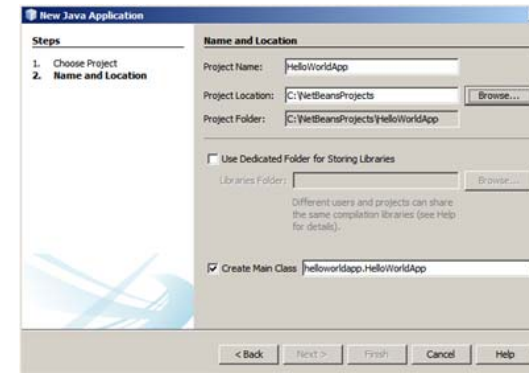 New Java Application
Steps
1. Choose Project
2. Name and Location
Name and Location
Project Name: HelloWorldApp
Project Location: C:\NetBeansProjects Browse...
Project Folder: C:\NetBeansProjects\HelloWorldApp
Use Dedicated Folder for Storing Libraries
Libraries Folder: Browse...
Different users and projects can share
the same compilation libraries (see Help
for details).
Create Main Class helloworldapp.HelloWorldApp
< Back Next > Finish Cancel Help